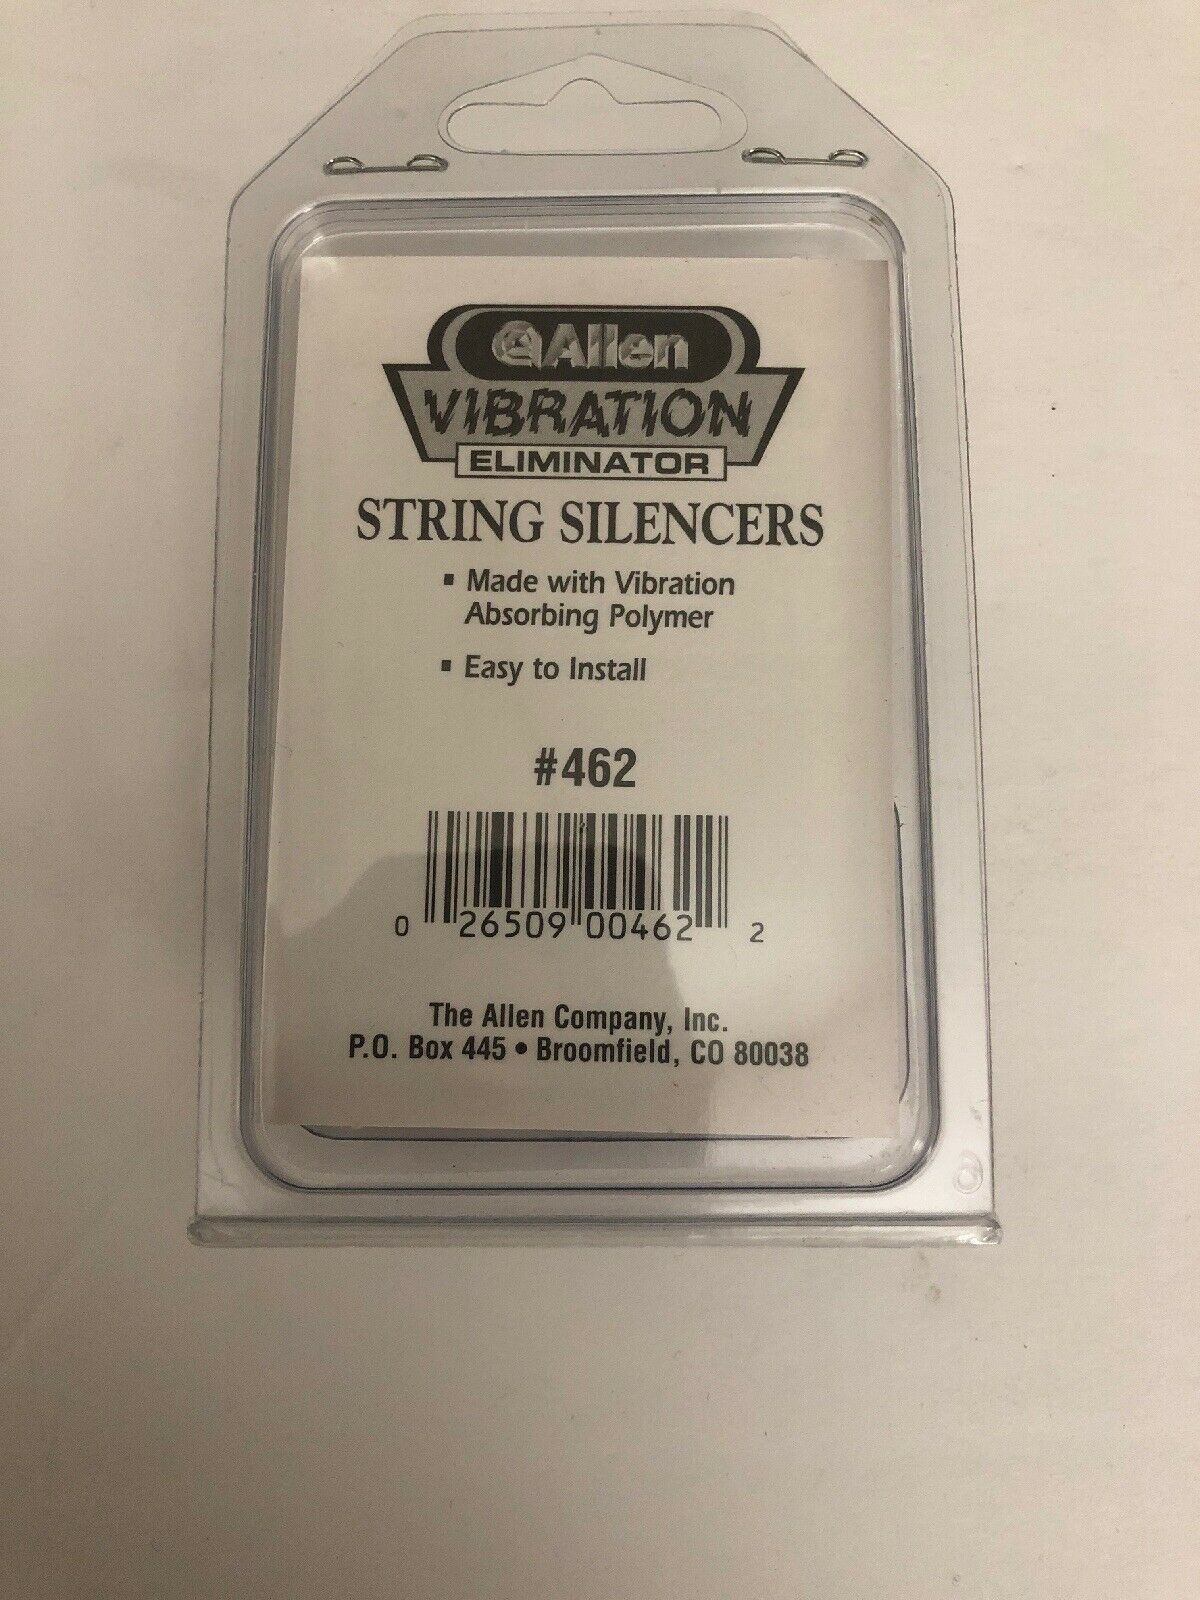 Allen
VIBRATION
ELIMINATOR
STRING SILENCERS
▪ Made with Vibration
Absorbing Polymer
▪ Easy to Install
#462
0 26509 00462 2
The Allen Company, Inc.
P.O. Box 445 • Broomfield, CO 80038